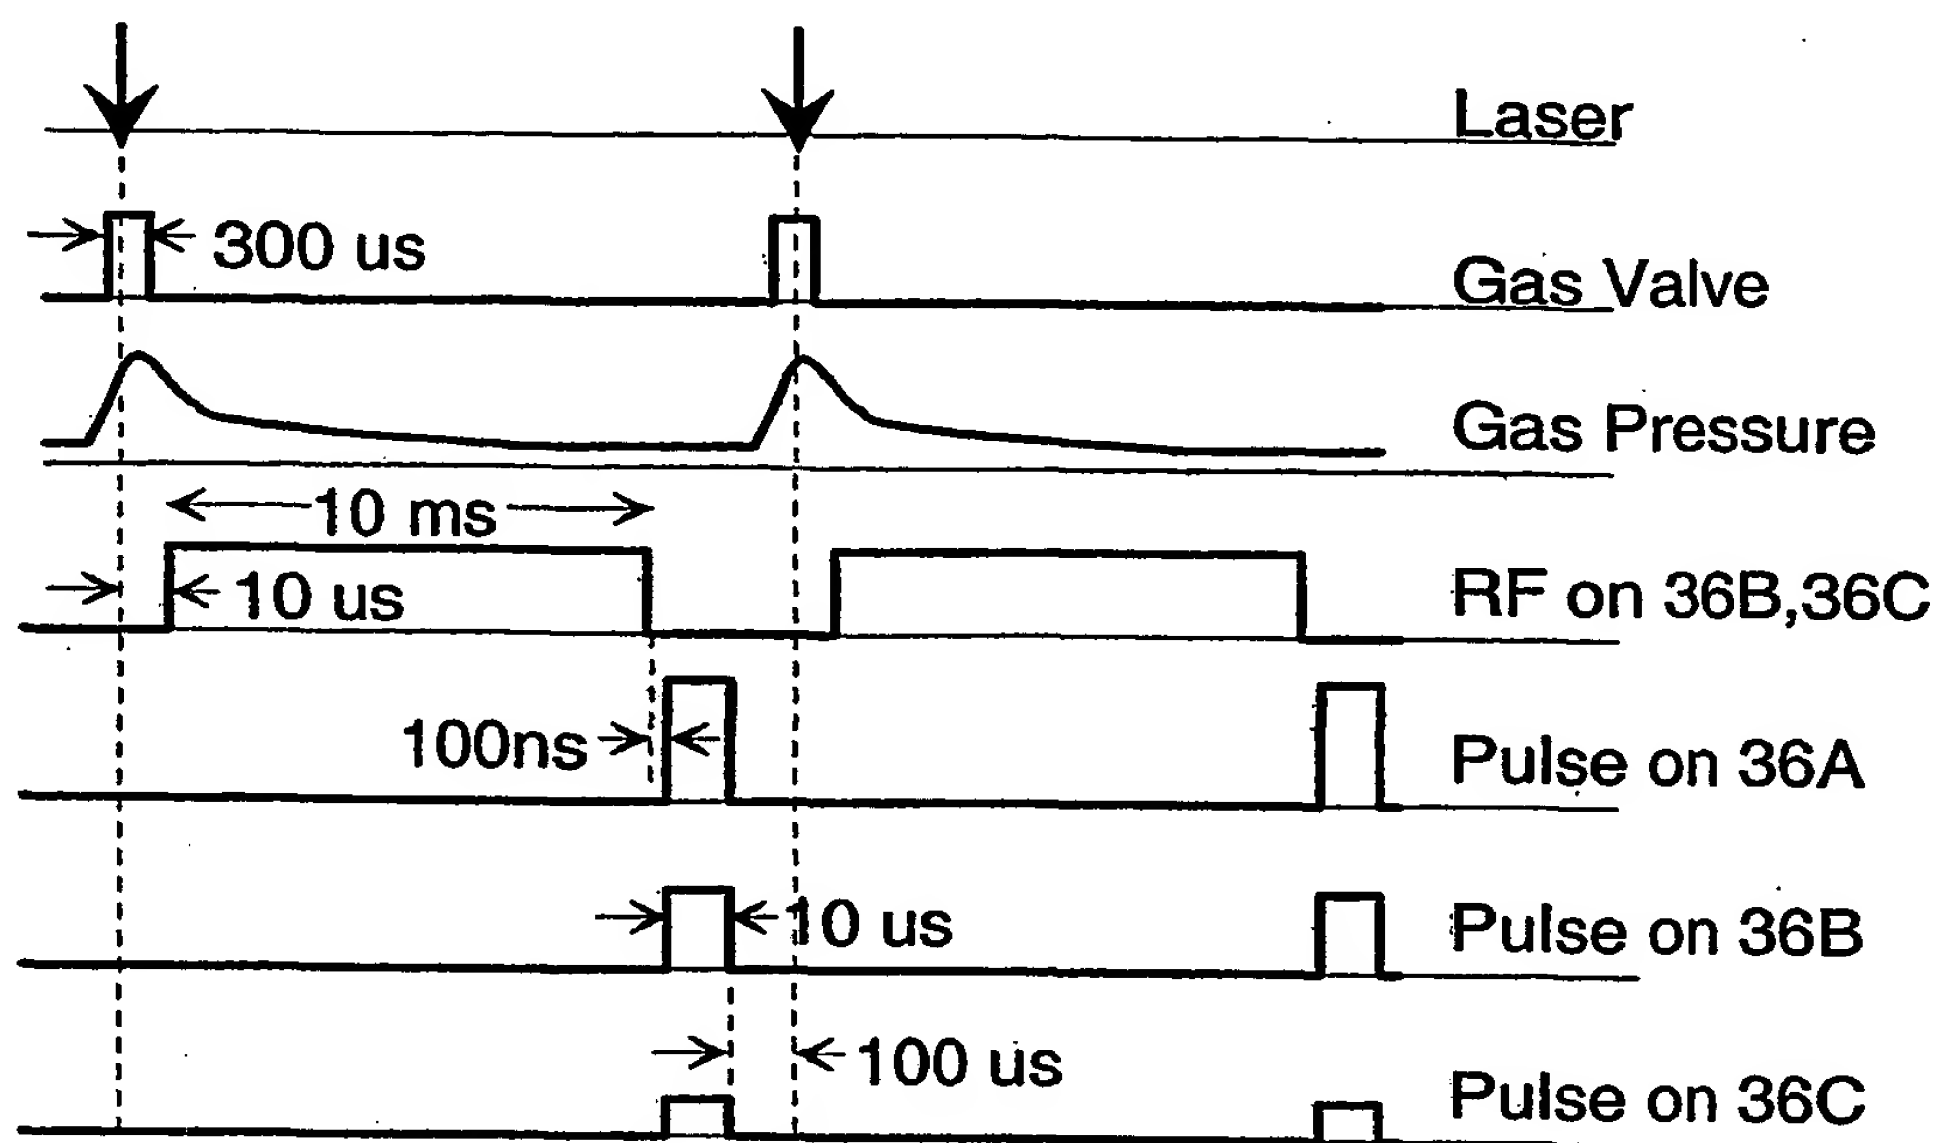 Laser
300 us
Gas Valve
Gas Pressure
10 ms
10 us
RF on 36B,36C
100ns
Pulse on 36A
10 us
Pulse on 36B
100 us
Pulse on 36C